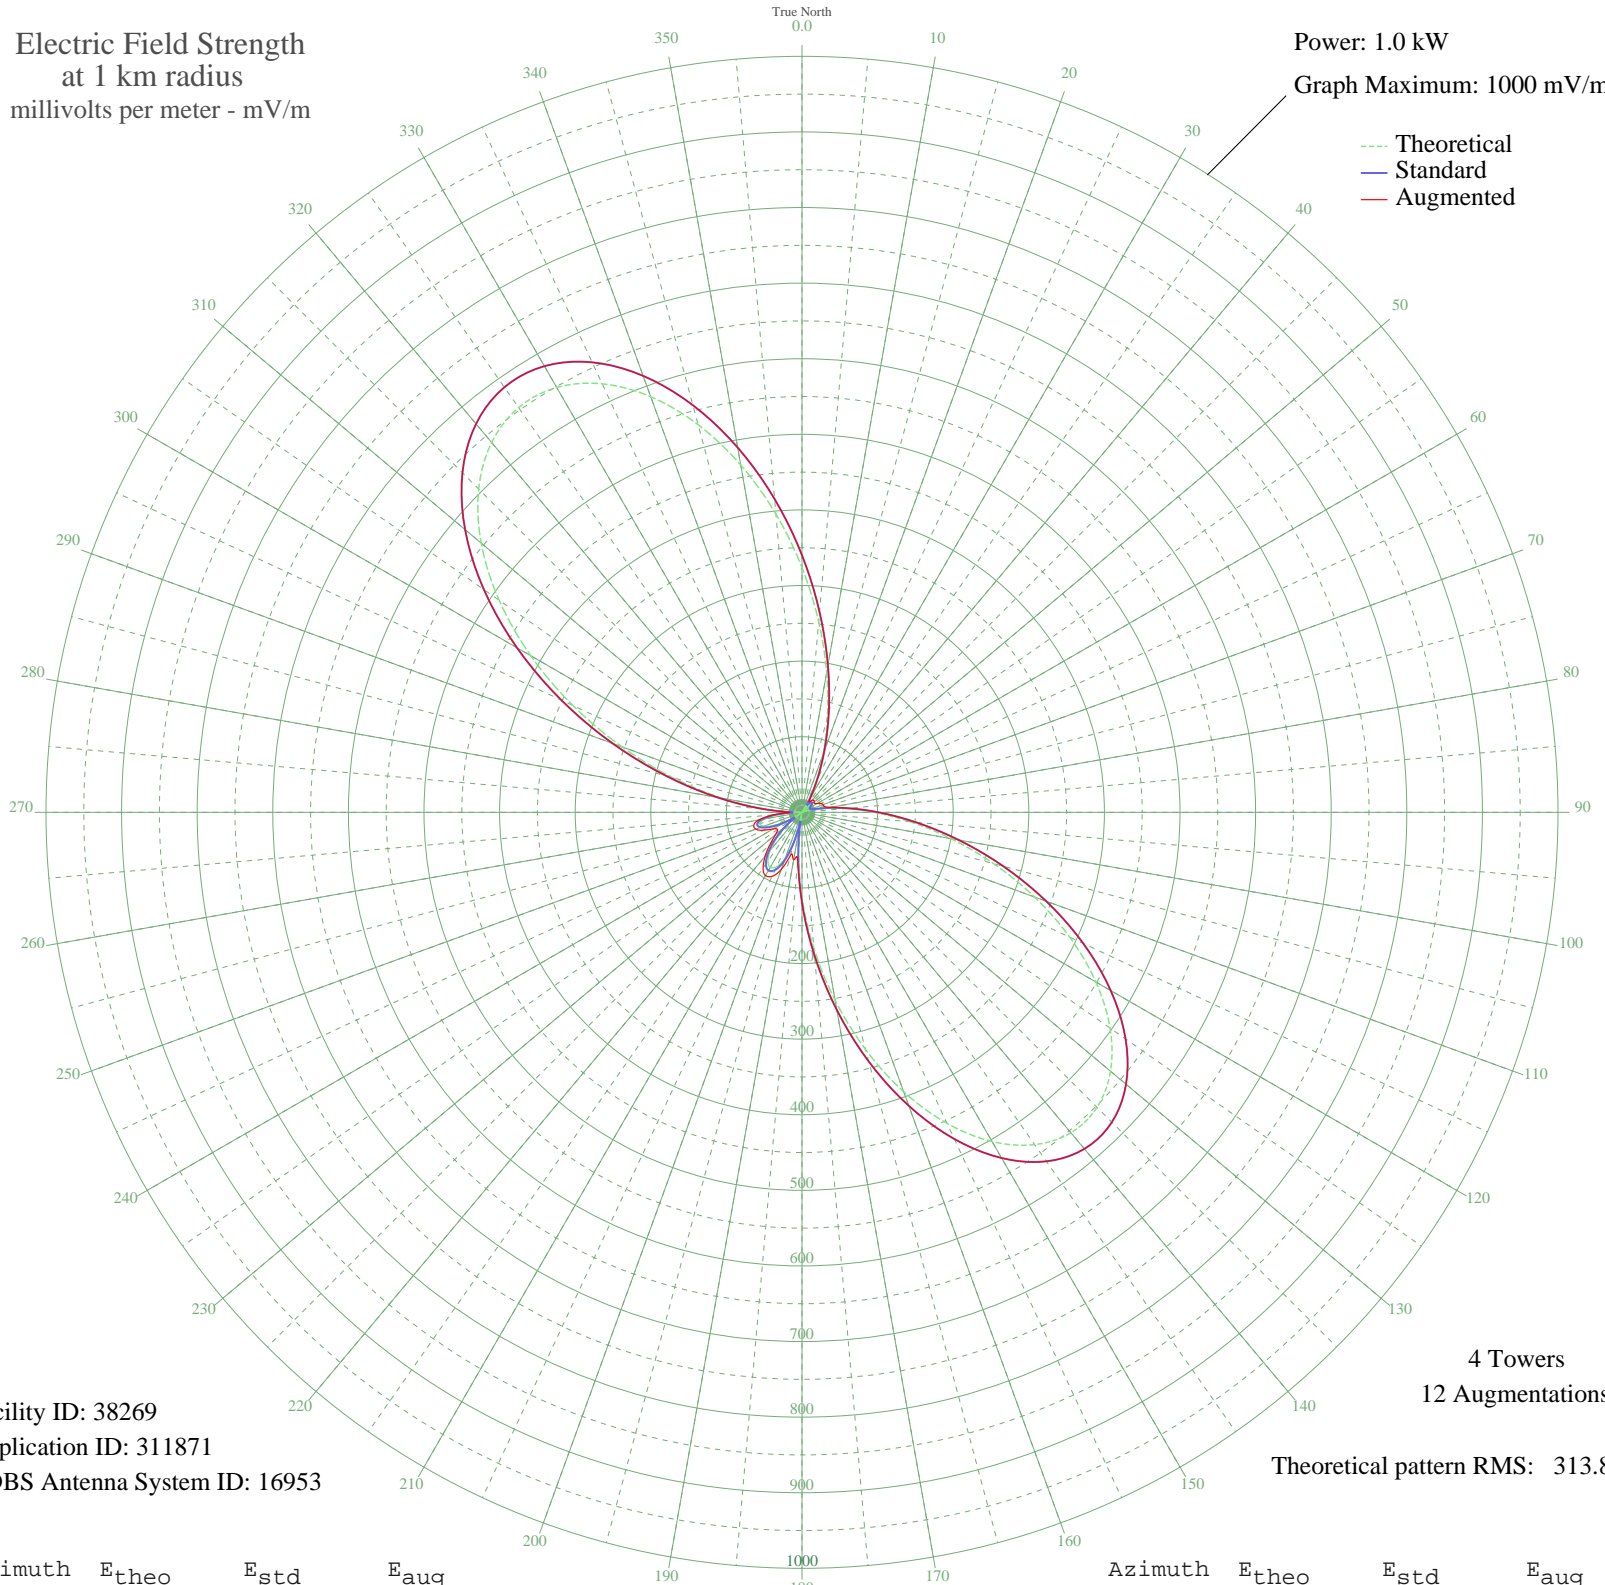 True North
0.0
Electric Field Strength
at 1 km radius
millivolts per meter - mV/m
Power: 1.0 kW
Graph Maximum: 1000 mV/m
Theoretical
Standard
Augmented
10
20
30
40
50
60
70
80
90
100
110
120
130
140
150
160
170
190
200
210
220
230
240
250
260
270
280
290
300
310
320
330
340
350
200
300
400
500
600
700
800
900
1000
4 Towers
12 Augmentations
Theoretical pattern RMS: 313.8
cility ID: 38269
plication ID: 311871
DBS Antenna System ID: 16953
imuth Etheo Estd Eaug
Azimuth Etheo Estd Eaug